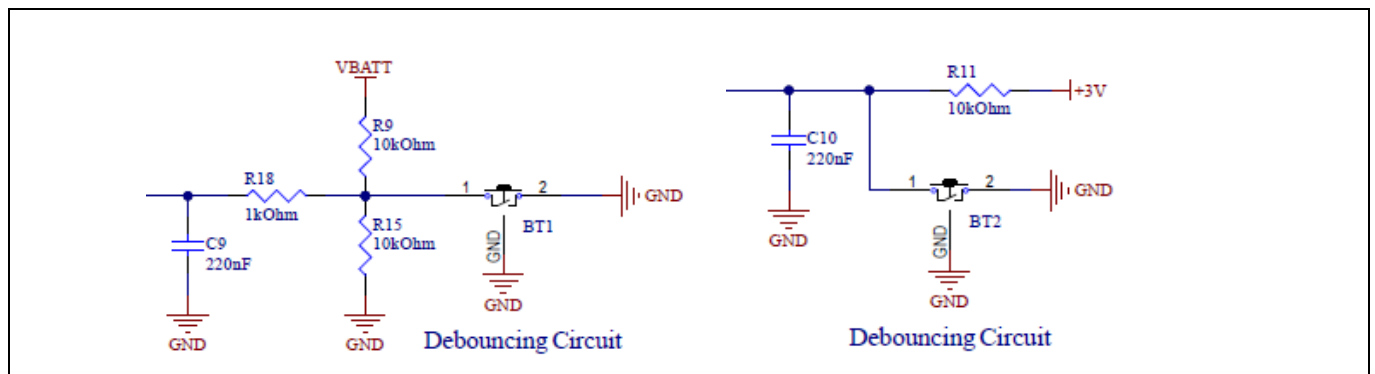 VBATT
R9
10kOhm
R18
1kOhm
R15
10kOhm
C9
220nF
1
2
GND
BT1
GND
GND
GND
GND
Debouncing Circuit
R11
10kOhm
+3V
C10
220nF
1
2
GND
BT2
GND
GND
GND
Debouncing Circuit